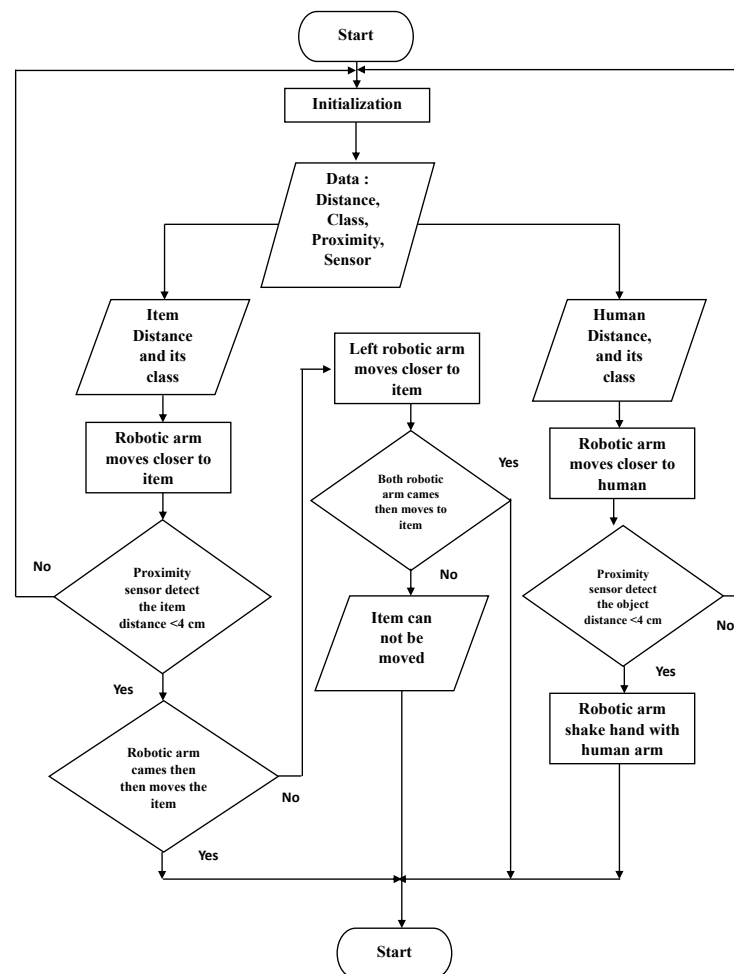 Start
Initialization
Data :
Distance,
Class,
Proximity,
Sensor
Item
Distance
and its
class
Robotic arm
moves closer to
item
No
Proximity
sensor detect
the item
distance <4 cm
Yes
Robotic arm
cames then
then moves the
item
No
Yes
Left robotic arm
moves closer to
item
Both robotic
arm cames
then moves to
item
Yes
No
Item can
not be
moved
Human
Distance,
and its
class
Robotic arm
moves closer to
human
Proximity
sensor detect
the object
distance <4 cm
No
Yes
Robotic arm
shake hand with
human arm
Start